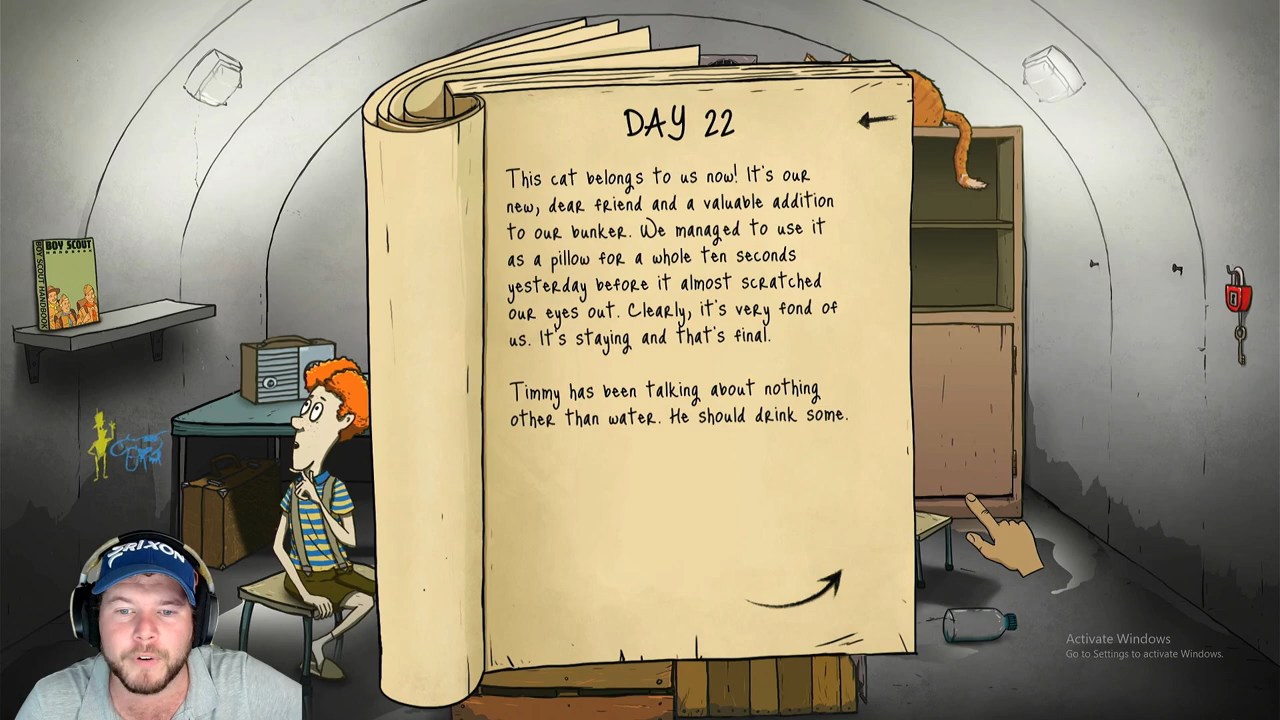 DAY 22
This cat belongs to us now! It's our
new, dear friend and a valuable addition
to our bunker. We managed to use it
as a pillow for a whole ten seconds
yesterday before it almost scratched
our eyes out. Clearly, it's very fond of
us. It's staying and that's final.
Timmy has been talking about nothing
other than water. He should drink some.
BOY SCOUT
HANDBOOK
BOY SCOUT HANDBOOK
SRIXON
Activate Windows
Go to Settings to activate Windows.